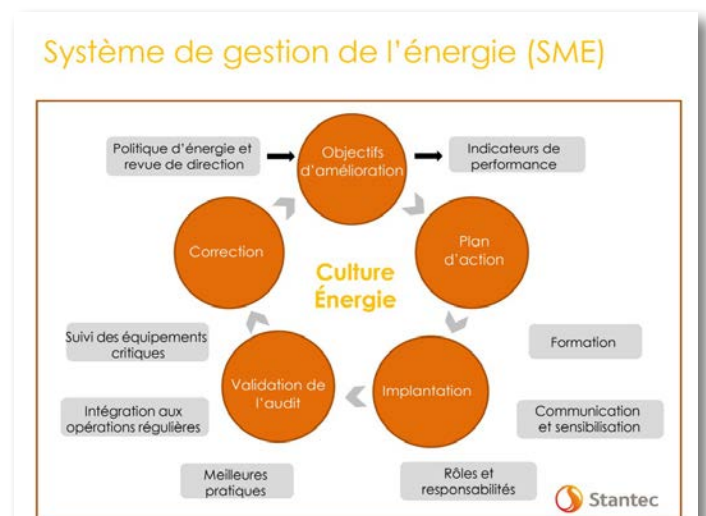 Système de gestion de l'énergie (SME)
Politique d'énergie et
revue de direction
Objectifs
d'amélioration
Indicateurs de
performance
Correction
Plan
d'action
Culture
Énergie
Suivi des équipements
critiques
Validation de
l'audit
Implantation
Formation
Intégration aux
opérations régulières
Communication
et sensibilisation
Meilleures
pratiques
Rôles et
responsabilités
Stantec